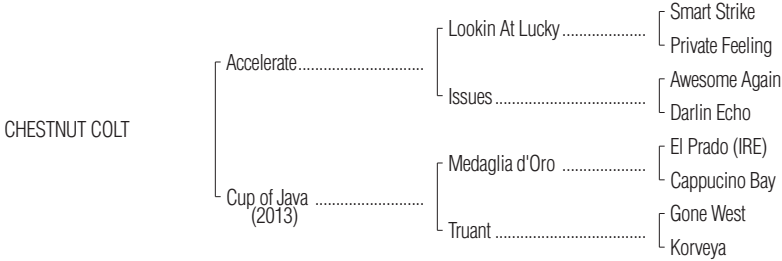 Smart Strike
Lookin At Lucky
Private Feeling
Accelerate
Awesome Again
Issues
Darlin Echo
CHESTNUT COLT
El Prado (IRE)
Medaglia d'Oro
Cappucino Bay
Cup of Java
(2013)
Gone West
Truant
Korveya